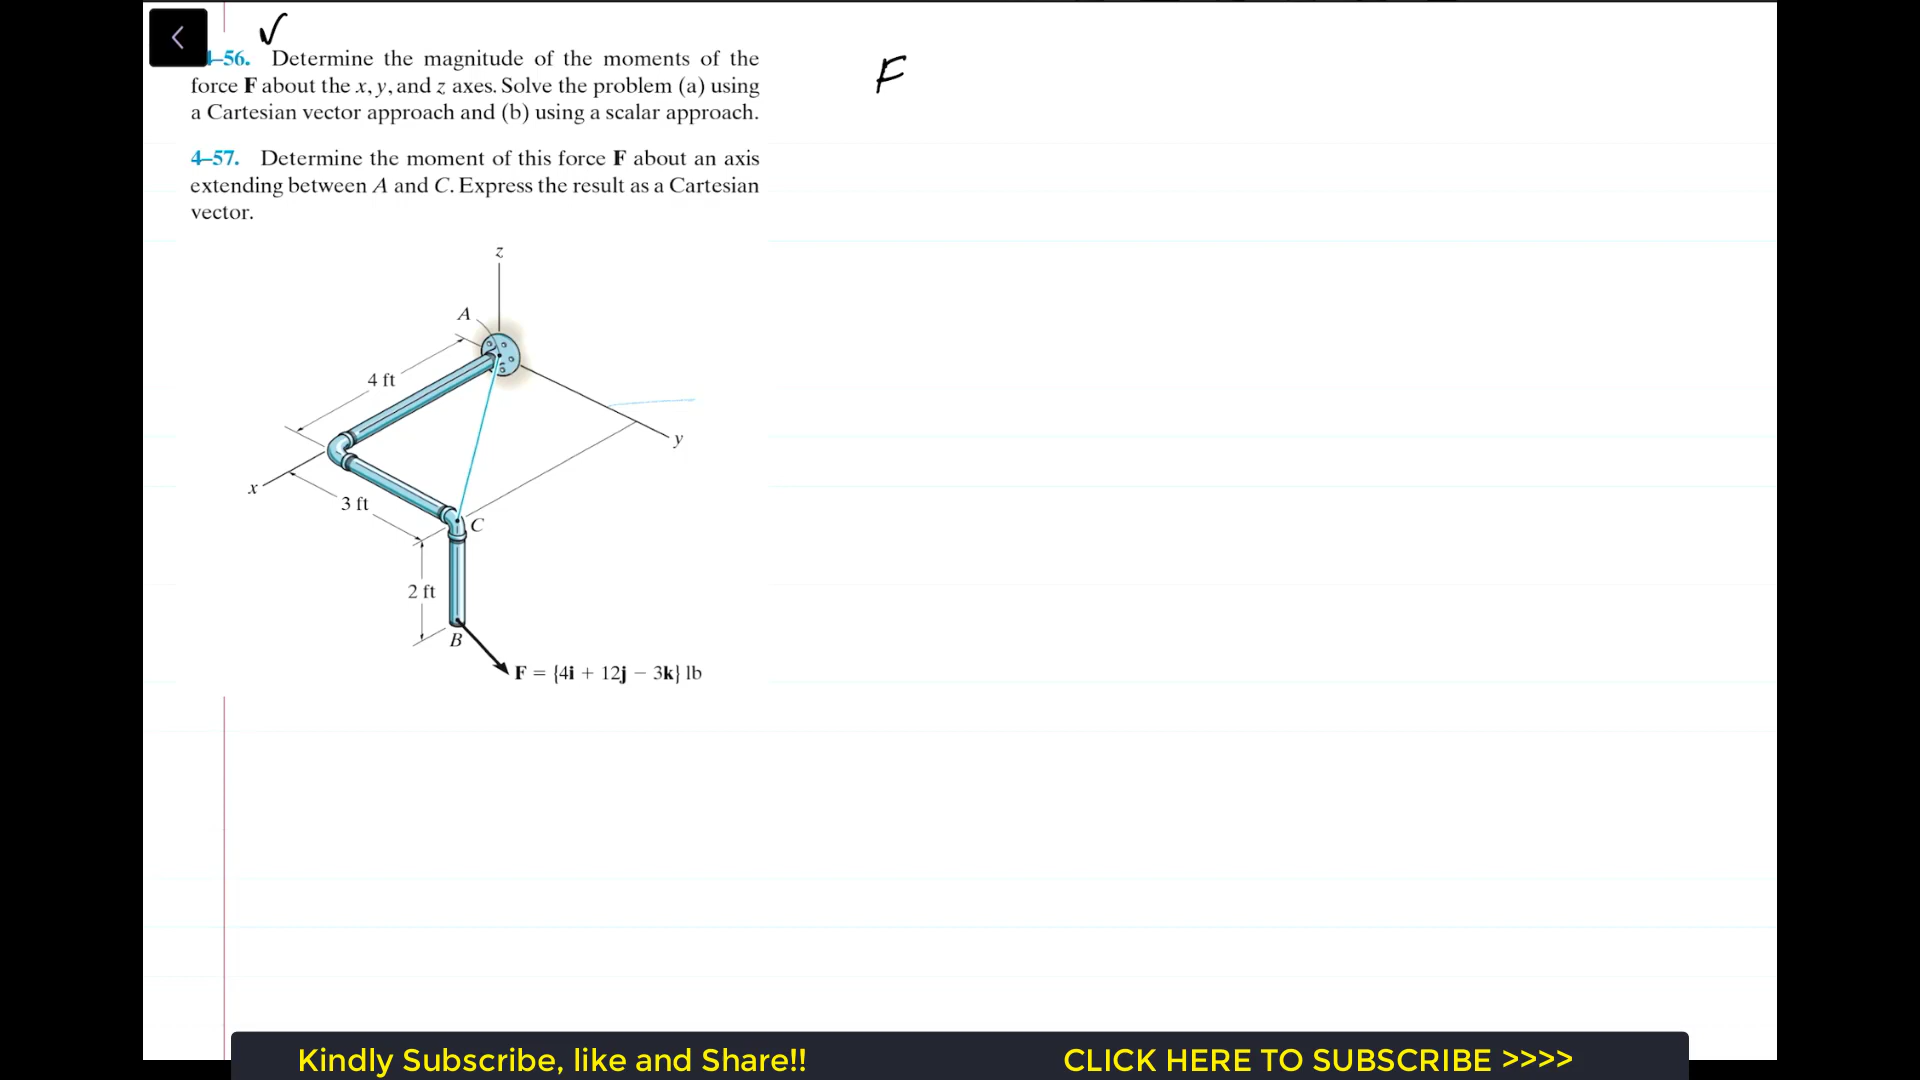 4–56. Determine the magnitude of the moments of the
force F about the x, y, and z axes. Solve the problem (a) using
a Cartesian vector approach and (b) using a scalar approach.
4–57. Determine the moment of this force F about an axis
extending between A and C. Express the result as a Cartesian
vector.
F
z
A
4 ft
y
x
3 ft
C
2 ft
B
F = {4i + 12j − 3k} lb
Kindly Subscribe, like and Share!!
CLICK HERE TO SUBSCRIBE >>>>